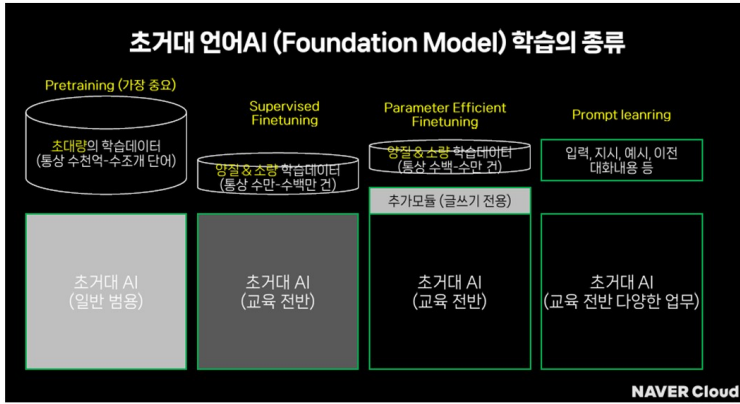 초거대 언어AI (Foundation Model) 학습의 종류
Pretraining (가장 중요)
초대량의 학습데이터
(통상 수천억-수조개 단어)
초거대 AI
(일반 범용)
Supervised
Finetuning
양질 & 소량 학습데이터
(통상 수만-수백만 건)
초거대 AI
(교육 전반)
Parameter Efficient
Finetuning
양질 & 소량 학습데이터
(통상 수백-수만 건)
추가모듈 (글쓰기 전용)
초거대 AI
(교육 전반)
Prompt leanring
입력, 지시, 예시, 이전
대화내용 등
초거대 AI
(교육 전반 다양한 업무)
NAVER Cloud